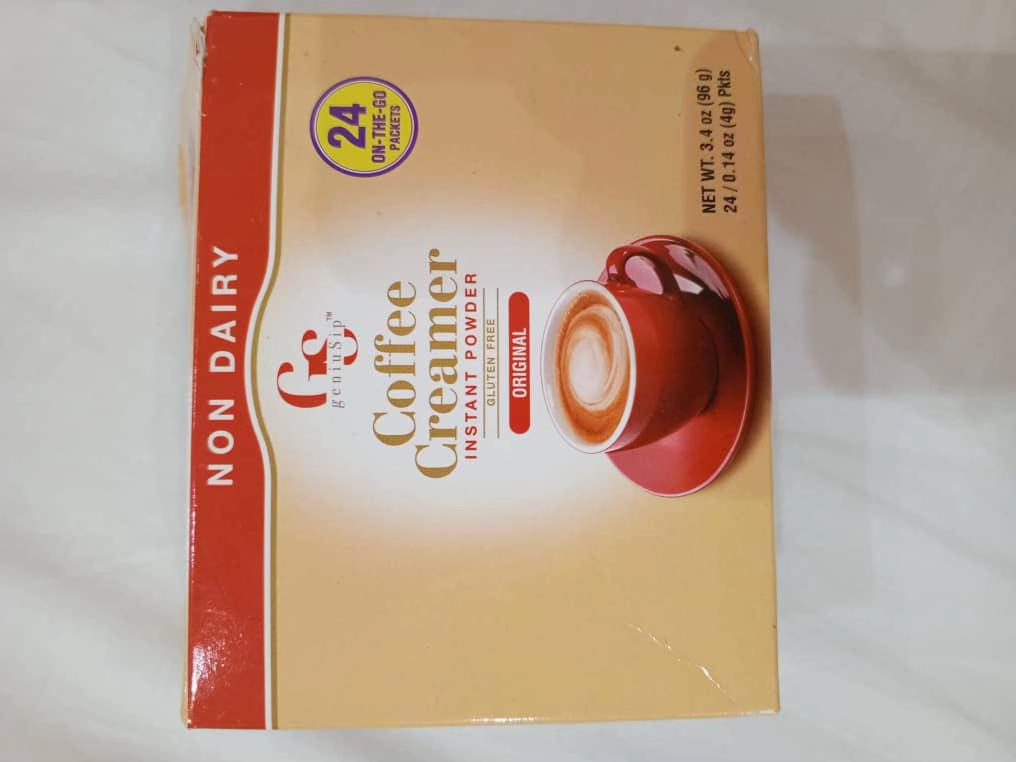 NON DAIRY
24
ON-THE-GO
PACKETS
GS
geniuSip™
Coffee
Creamer
INSTANT POWDER
GLUTEN FREE
ORIGINAL
NET WT. 3.4 oz (96 g)
24 / 0.14 oz (4g) Pkts